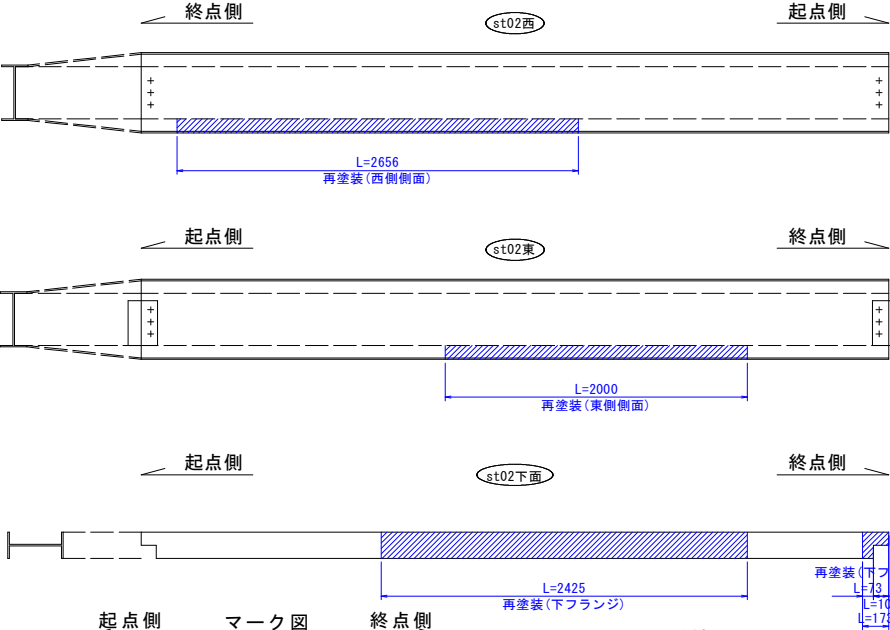 終点側
st02西
起点側
L=2656
再塗装(西側側面)
起点側
st02東
終点側
L=2000
再塗装(東側側面)
起点側
st02下面
終点側
L=2425
再塗装(下フランジ)
再塗装(下フ
L=73
L=10
L=173
起点側
マーク図
終点側